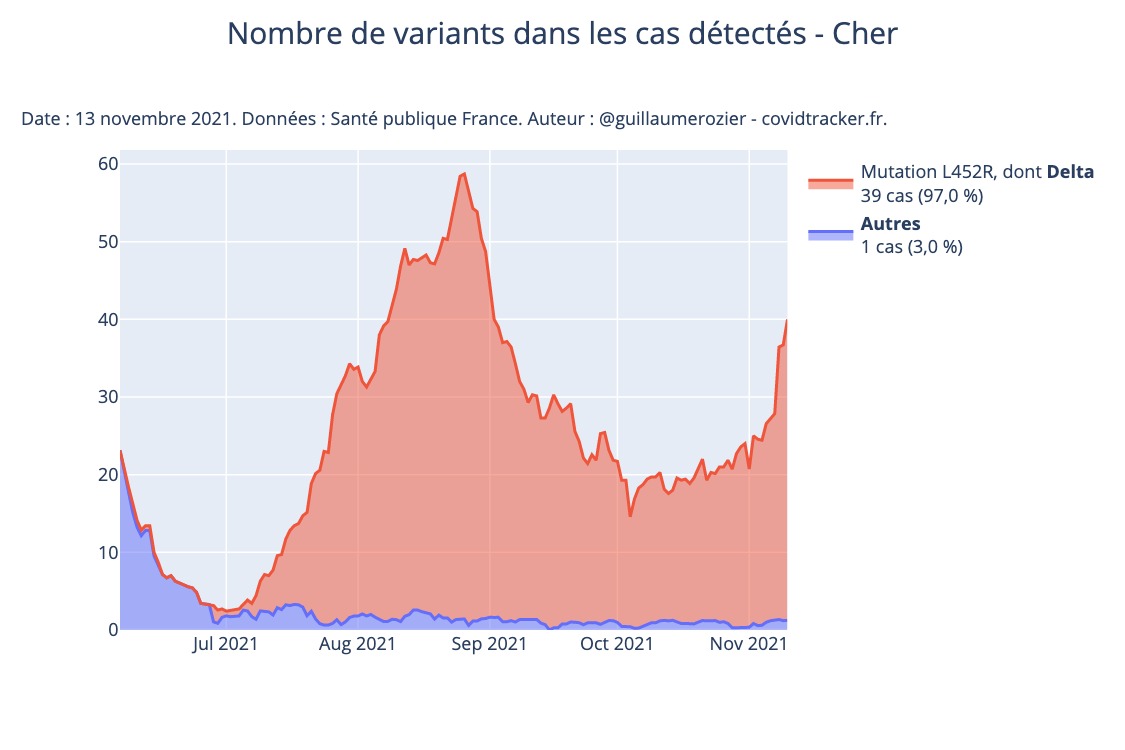 Nombre de variants dans les cas détectés - Cher
Date : 13 novembre 2021. Données : Santé publique France. Auteur : @guillaumerozier - covidtracker.fr.
60
50
40
30
20
10
0
Jul 2021 Aug 2021 Sep 2021 Oct 2021 Nov 2021
Mutation L452R, dont Delta
39 cas (97,0 %)
Autres
1 cas (3,0 %)